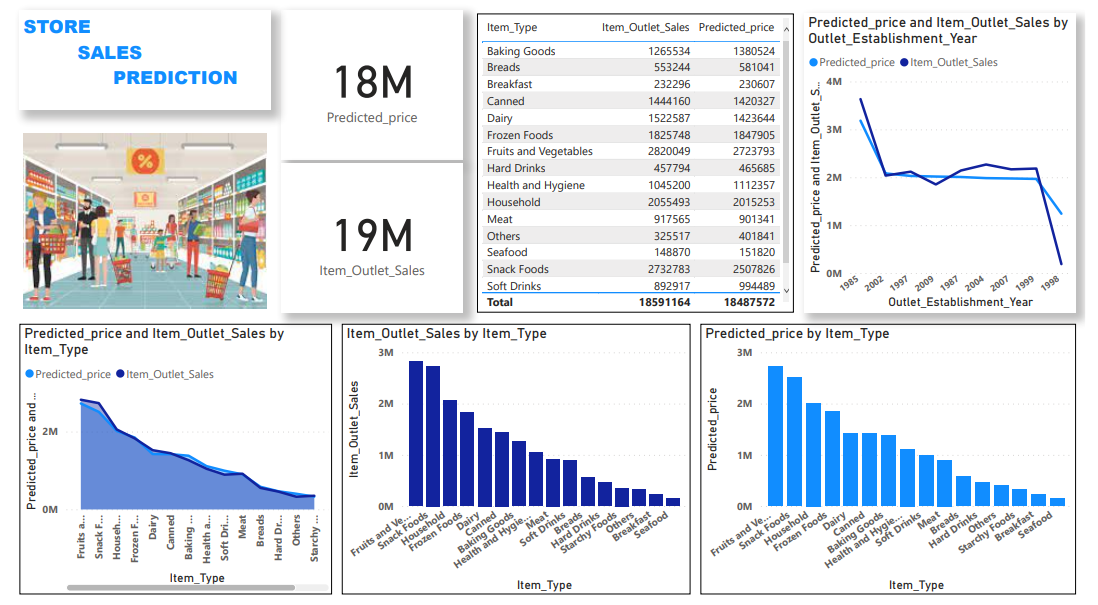 STORE
SALES
PREDICTION
18M
Predicted_price
19M
Item_Outlet_Sales
%
Item_Type Item_Outlet_Sales Predicted_price
Baking Goods 1265534 1380524
Breads 553244 581041
Breakfast 232296 230607
Canned 1444160 1420327
Dairy 1522587 1423644
Frozen Foods 1825748 1847905
Fruits and Vegetables 2820049 2723793
Hard Drinks 457794 465685
Health and Hygiene 1045200 1112357
Household 2055493 2015253
Meat 917565 901341
Others 325517 401841
Seafood 148870 151820
Snack Foods 2732783 2507826
Soft Drinks 892917 994489
Total 18591164 18487572
Predicted_price and Item_Outlet_Sales by
Outlet_Establishment_Year
Predicted_price Item_Outlet_Sales
Predicted_price and Item_Outlet_S...
4M
3M
2M
1M
0M
1985 2002 1997 2009 1987 2004 2007 1999 1998
Outlet_Establishment_Year
Predicted_price and Item_Outlet_Sales by
Item_Type
Predicted_price Item_Outlet_Sales
Predicted_price and ...
2M
0M
Fruits a... Snack F... Househ... Frozen F... Dairy Canned Baking ... Health a... Soft Dri... Meat Breads Hard Dr... Others Starchy ...
Item_Type
Item_Outlet_Sales by Item_Type
Item_Outlet_Sales
3M
2M
1M
0M
Fruits and Ve... Snack Foods Household Frozen Foods Dairy Canned Baking Goods Health and Hygie... Meat Soft Drinks Breads Hard Drinks Starchy Foods Others Breakfast Seafood
Item_Type
Predicted_price by Item_Type
Predicted_price
3M
2M
1M
0M
Fruits and Ve... Snack Foods Household Frozen Foods Dairy Canned Baking Goods Health and Hygie... Soft Drinks Meat Breads Hard Drinks Others Starchy Foods Breakfast Seafood
Item_Type